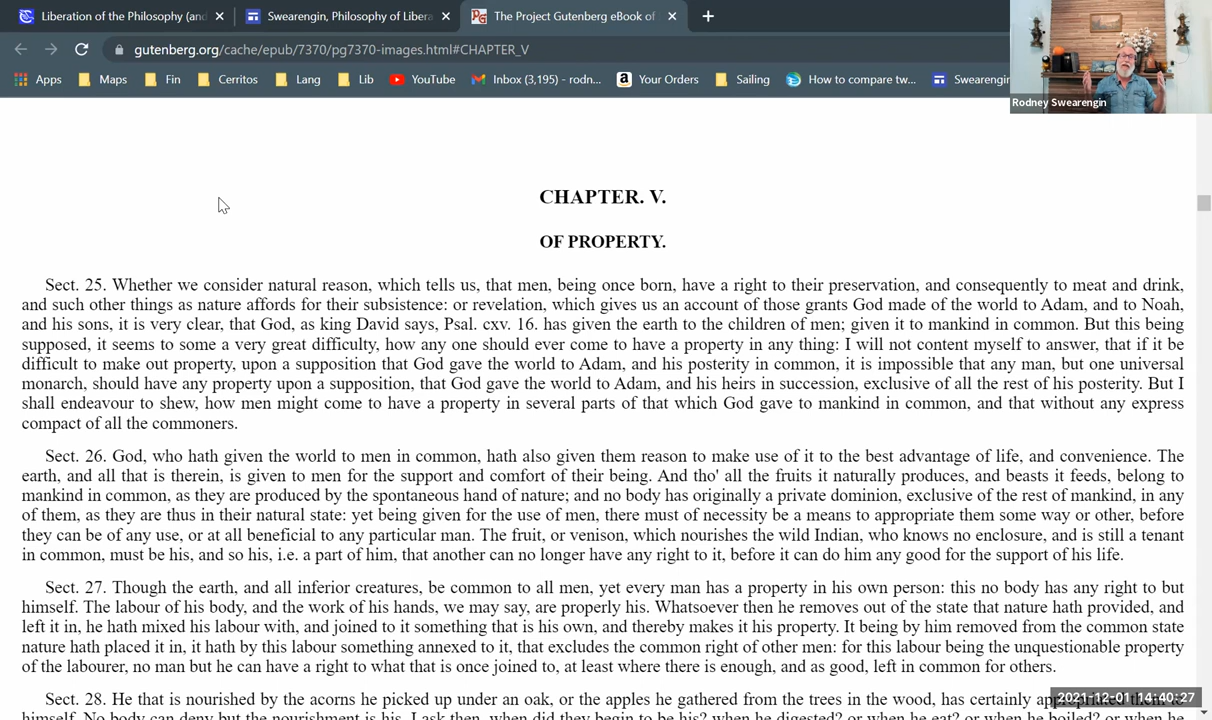 Liberation of the Philosophy (and
Swearengin, Philosophy of Libera
The Project Gutenberg eBook of
gutenberg.org/cache/epub/7370/pg7370-images.html#CHAPTER_V
Apps Maps Fin Cerritos Lang Lib YouTube Inbox (3,195) - rodn... Your Orders Sailing How to compare tw... Swearengin
Rodney Swearengin
CHAPTER. V.
OF PROPERTY.
Sect. 25. Whether we consider natural reason, which tells us, that men, being once born, have a right to their preservation, and consequently to meat and drink,
and such other things as nature affords for their subsistence: or revelation, which gives us an account of those grants God made of the world to Adam, and to Noah,
and his sons, it is very clear, that God, as king David says, Psal. cxv. 16. has given the earth to the children of men; given it to mankind in common. But this being
supposed, it seems to some a very great difficulty, how any one should ever come to have a property in any thing: I will not content myself to answer, that if it be
difficult to make out property, upon a supposition that God gave the world to Adam, and his posterity in common, it is impossible that any man, but one universal
monarch, should have any property upon a supposition, that God gave the world to Adam, and his heirs in succession, exclusive of all the rest of his posterity. But I
shall endeavour to shew, how men might come to have a property in several parts of that which God gave to mankind in common, and that without any express
compact of all the commoners.
Sect. 26. God, who hath given the world to men in common, hath also given them reason to make use of it to the best advantage of life, and convenience. The
earth, and all that is therein, is given to men for the support and comfort of their being. And tho' all the fruits it naturally produces, and beasts it feeds, belong to
mankind in common, as they are produced by the spontaneous hand of nature; and no body has originally a private dominion, exclusive of the rest of mankind, in any
of them, as they are thus in their natural state: yet being given for the use of men, there must of necessity be a means to appropriate them some way or other, before
they can be of any use, or at all beneficial to any particular man. The fruit, or venison, which nourishes the wild Indian, who knows no enclosure, and is still a tenant
in common, must be his, and so his, i.e. a part of him, that another can no longer have any right to it, before it can do him any good for the support of his life.
Sect. 27. Though the earth, and all inferior creatures, be common to all men, yet every man has a property in his own person: this no body has any right to but
himself. The labour of his body, and the work of his hands, we may say, are properly his. Whatsoever then he removes out of the state that nature hath provided, and
left it in, he hath mixed his labour with, and joined to it something that is his own, and thereby makes it his property. It being by him removed from the common state
nature hath placed it in, it hath by this labour something annexed to it, that excludes the common right of other men: for this labour being the unquestionable property
of the labourer, no man but he can have a right to what that is once joined to, at least where there is enough, and as good, left in common for others.
Sect. 28. He that is nourished by the acorns he picked up under an oak, or the apples he gathered from the trees in the wood, has certainly
himself. No body can deny but the nourishment is his. I ask then, when did they begin to be his? when he digested? or when he eat? or when he boiled? or when he
2021-12-01 14:40:27